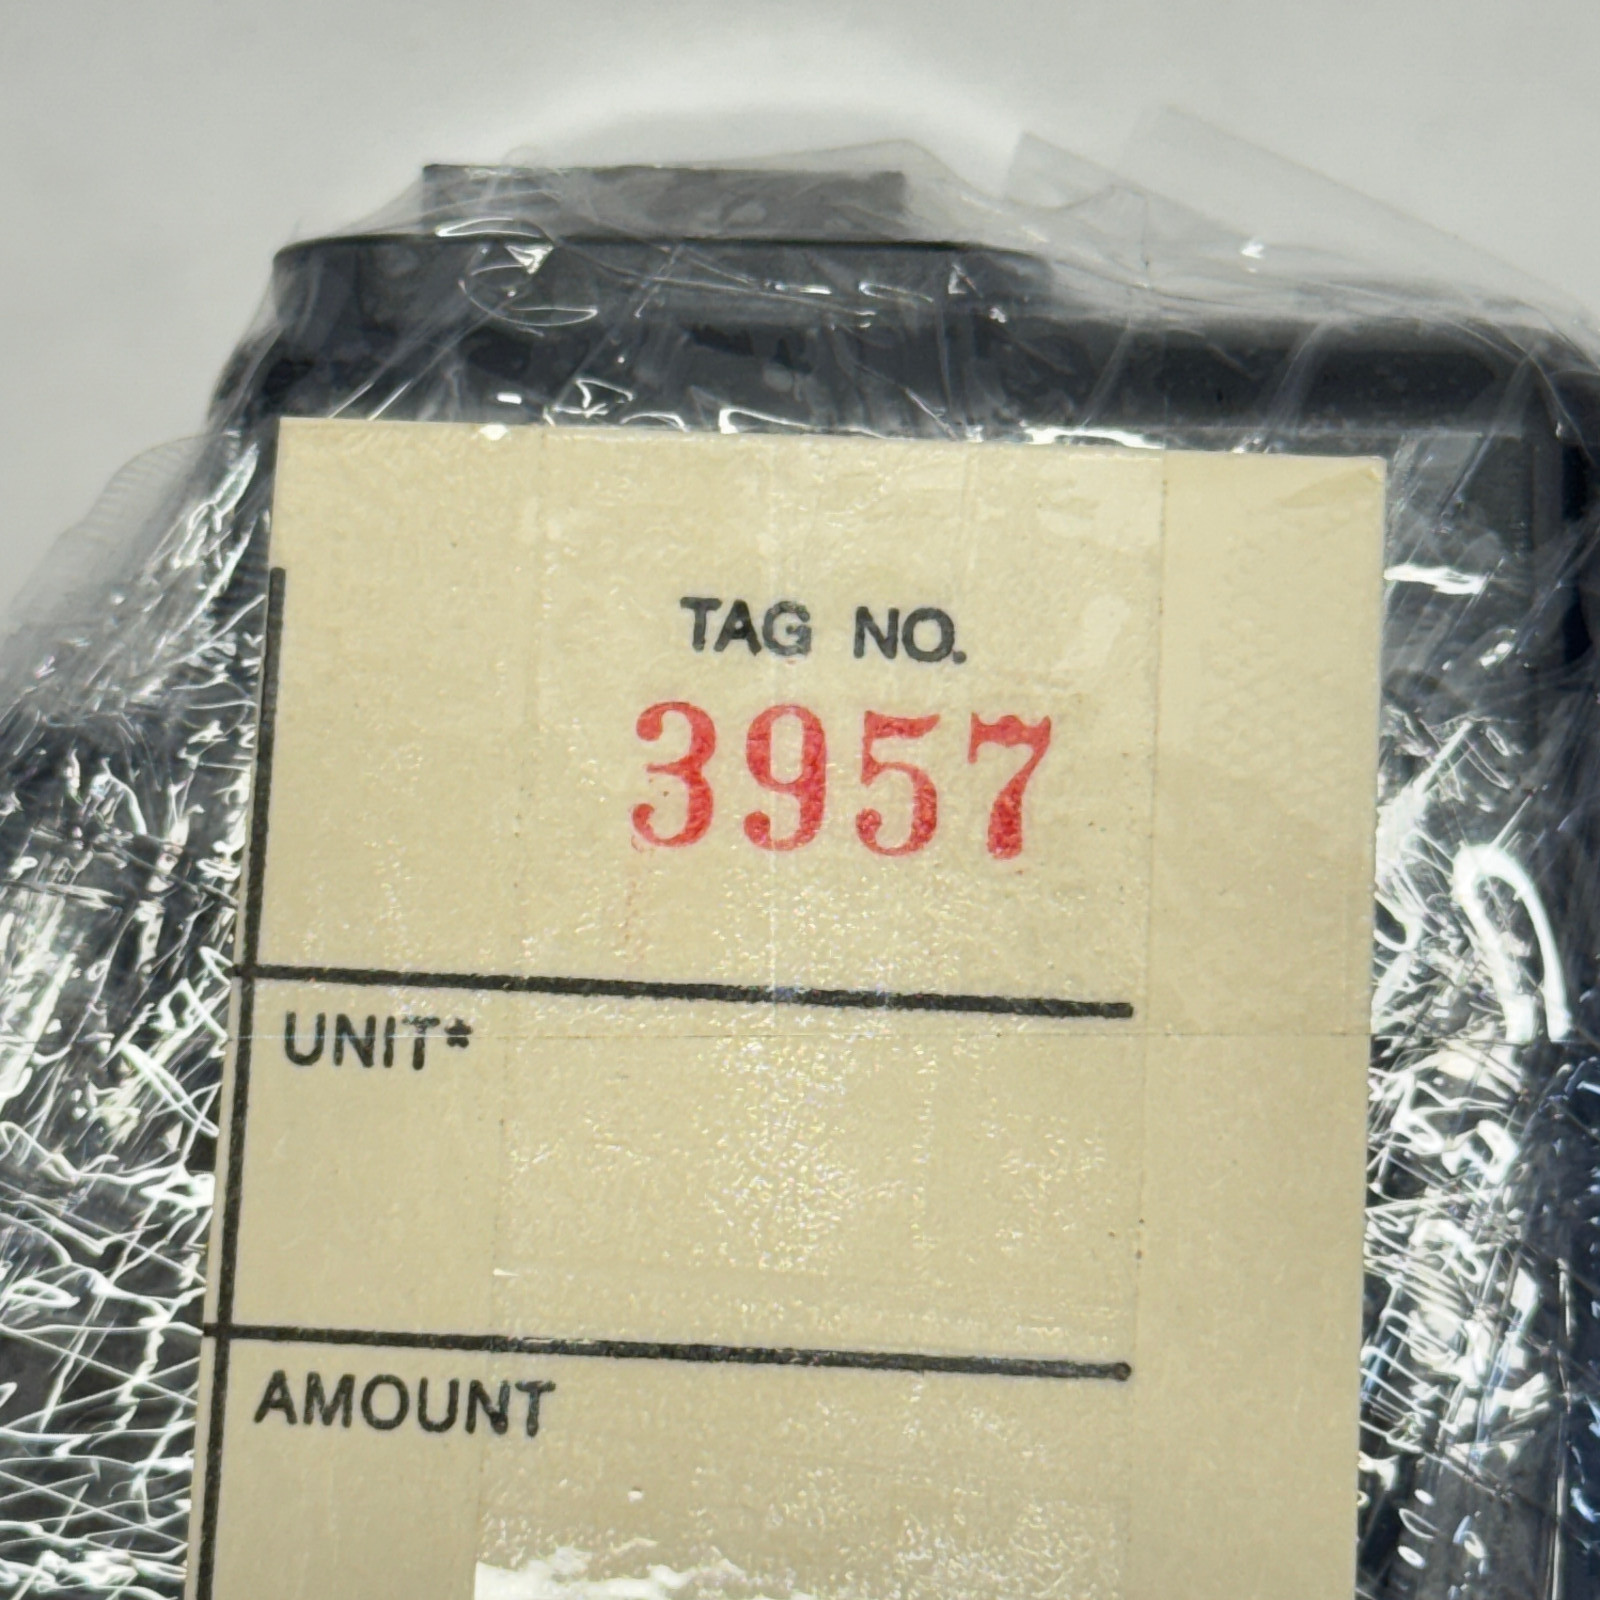 TAG NO.
3957
UNIT*
AMOUNT